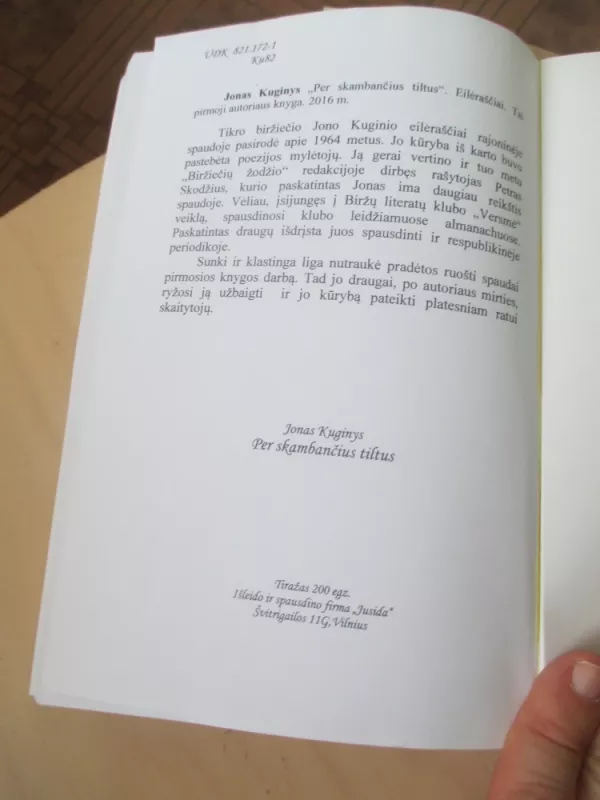 UDK 821.172-1
Ku82
Jonas Kuginys „Per skambančius tiltus“. Eilėraščiai. Tai
pirmoji autoriaus knyga. 2016 m.
Tikro biržiečio Jono Kuginio eilėraščiai rajoninėje
spaudoje pasirodė apie 1964 metus. Jo kūryba iš karto buvo
pastebėta poezijos mylėtojų. Ją gerai vertino ir tuo metu
„Biržiečių žodžio“ redakcijoje dirbęs rašytojas Petras
Skodžius, kurio paskatintas Jonas ima daugiau reikštis
spaudoje. Vėliau, įsijungęs į Biržų literatų klubo „Versmė“
veiklą, spausdinosi klubo leidžiamuose almanachuose.
Paskatintas draugų išdrįsta juos spausdinti ir respublikinėje
periodikoje.
Sunki ir klastinga liga nutraukė pradėtos ruošti spaudai
pirmosios knygos darbą. Tad jo draugai, po autoriaus mirties,
ryžosi ją užbaigti ir jo kūrybą pateikti platesniam ratui
skaitytojų.
Jonas Kuginys
Per skambančius tiltus
Tiražas 200 egz.
Išleido ir spausdino firma „Jusida“
Švitrigailos 11G, Vilnius